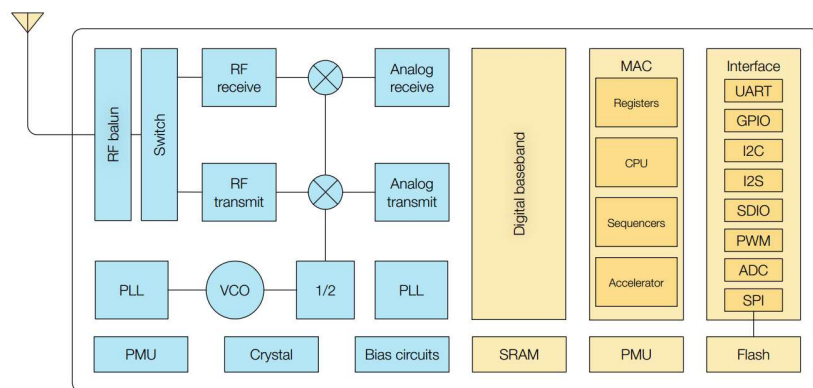 RF balun
Switch
RF
receive
Analog
receive
RF
transmit
Analog
transmit
PLL
VCO
1/2
PLL
PMU
Crystal
Bias circuits
Digital baseband
SRAM
MAC
Registers
CPU
Sequencers
Accelerator
PMU
Interface
UART
GPIO
I2C
I2S
SDIO
PWM
ADC
SPI
Flash